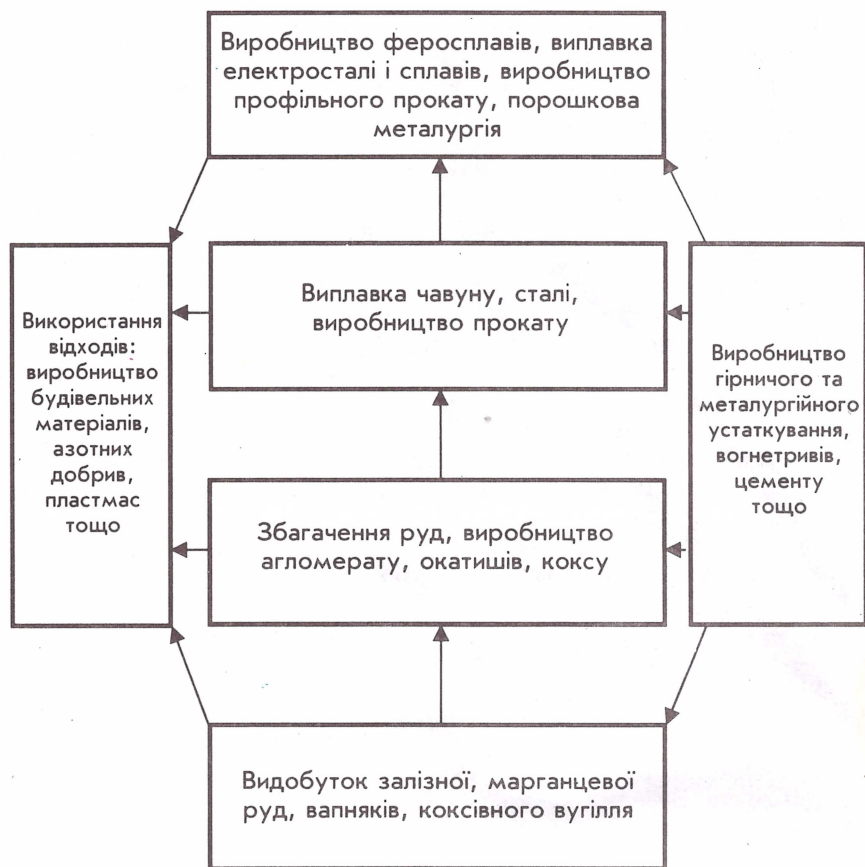 Виробництво феросплавів, виплавка
електросталі і сплавів, виробництво
профільного прокату, порошкова
металургія
Виплавка чавуну, сталі,
виробництво прокату
Використання
відходів:
виробництво
будівельних
матеріалів,
азотних
добрив,
пластмас
тощо
Виробництво
гірничого та
металургійного
устаткування,
вогнетривів,
цементу
тощо
Збагачення руд, виробництво
агломерату, окатишів, коксу
Видобуток залізної, марганцевої
руд, вапняків, коксівного вугілля